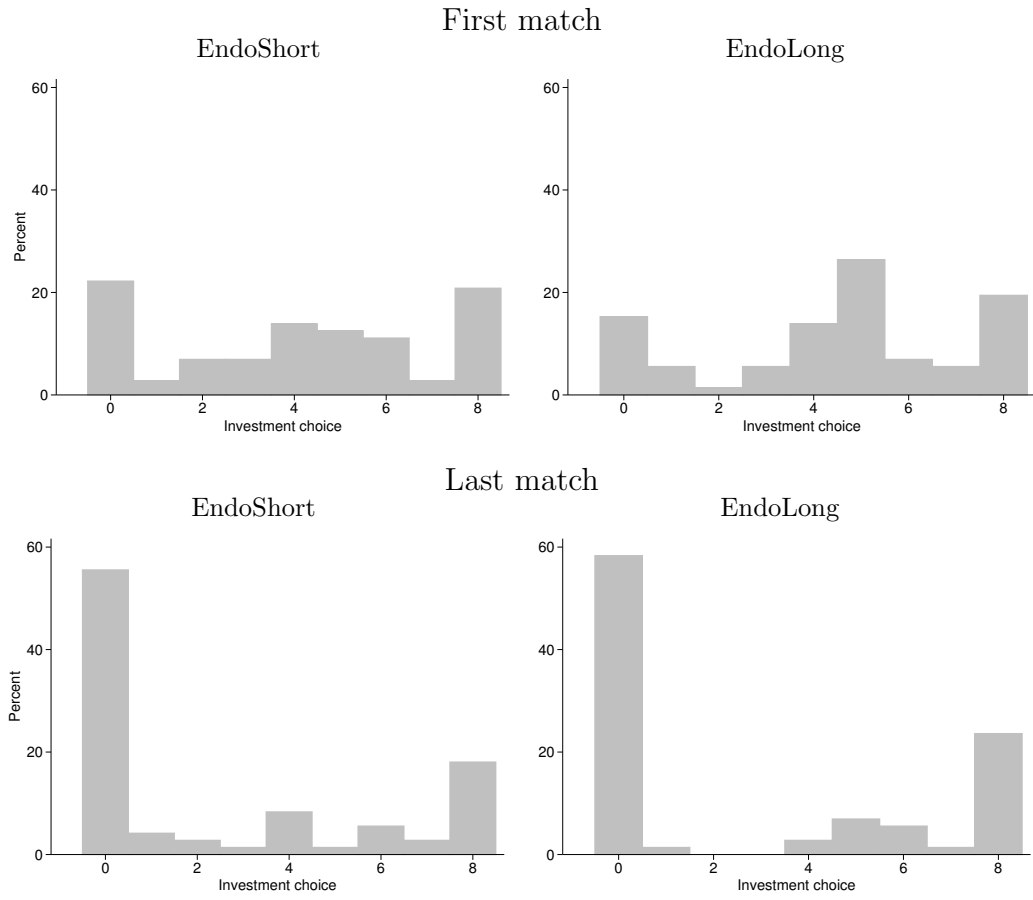 First match
EndoShort
EndoLong
60
40
20
0
Percent
0 2 4 6 8
Investment choice
60
40
20
0
0 2 4 6 8
Investment choice
Last match
EndoShort
EndoLong
60
40
20
0
Percent
0 2 4 6 8
Investment choice
60
40
20
0
0 2 4 6 8
Investment choice